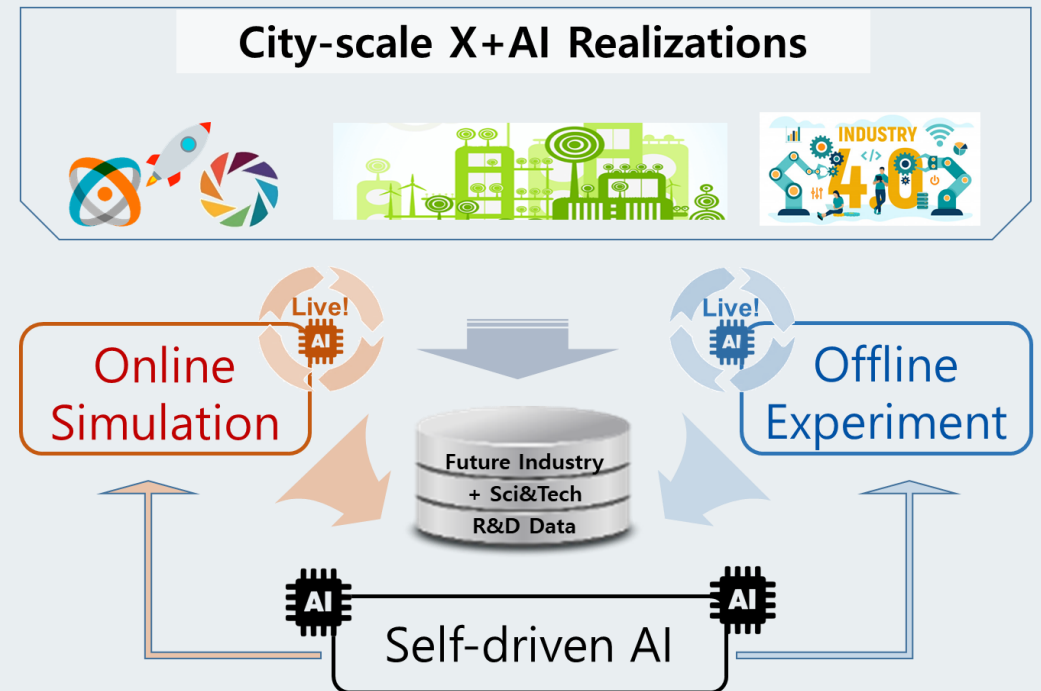 City-scale X+AI Realizations
INDUSTRY
</>
4.0
Live!
AI
Live!
AI
Online
Simulation
Offline
Experiment
Future Industry
+ Sci&Tech
R&D Data
AI
AI
Self-driven AI